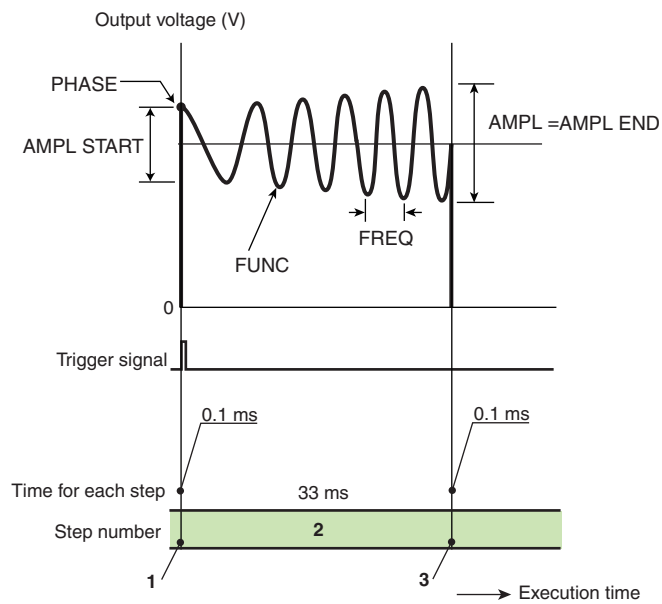 Output voltage (V)
PHASE
AMPL START
AMPL =AMPL END
FREQ
FUNC
0
Trigger signal
0.1 ms
0.1 ms
Time for each step
33 ms
Step number
2
1
3
Execution time